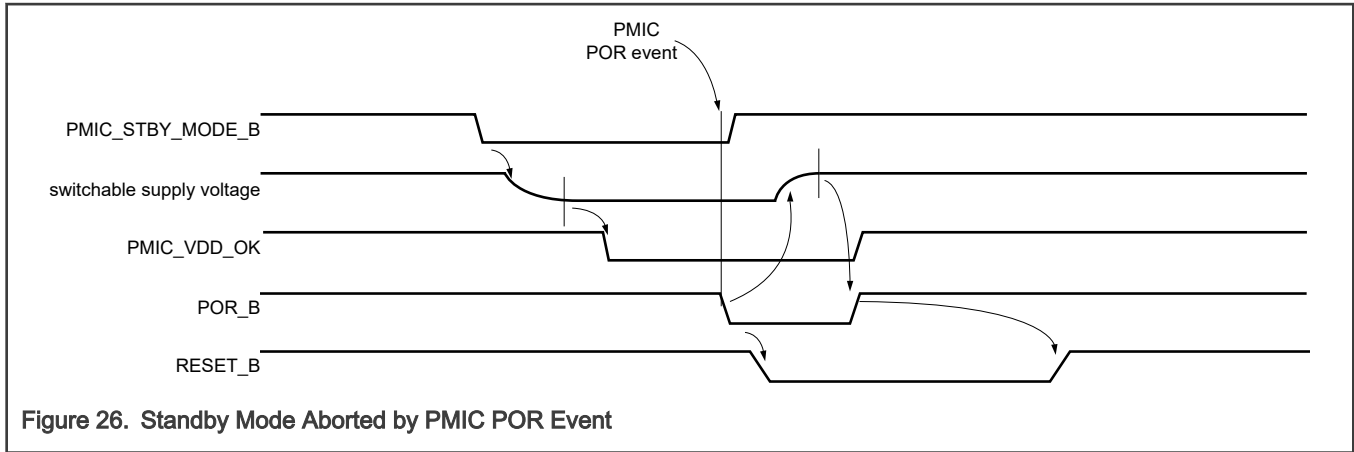 PMIC
POR event
PMIC_STBY_MODE_B
switchable supply voltage
PMIC_VDD_OK
POR_B
RESET_B
Figure 26. Standby Mode Aborted by PMIC POR Event